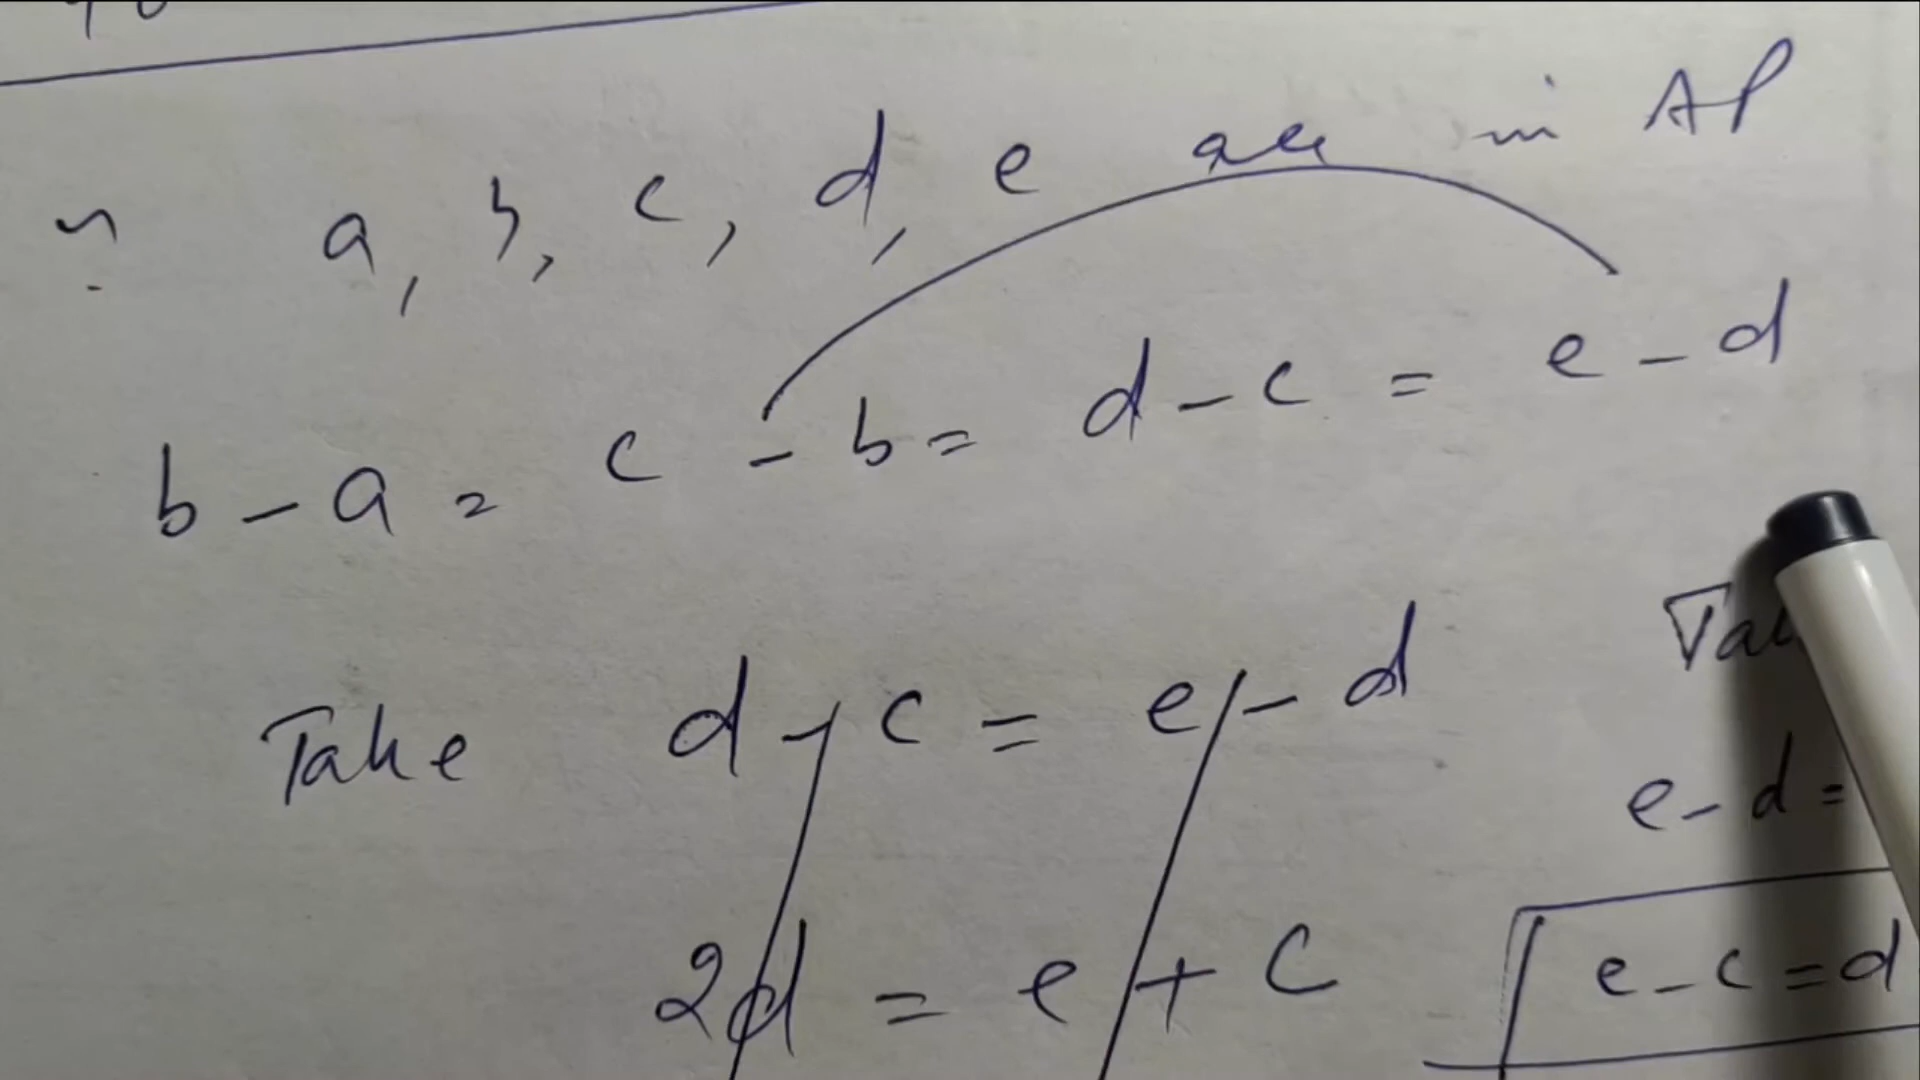 a, b, c, d, e are in AP
b - a = c - b = d - c = e - d
Take d - c = e - d
2d = e + c
e - d =
e - c = d